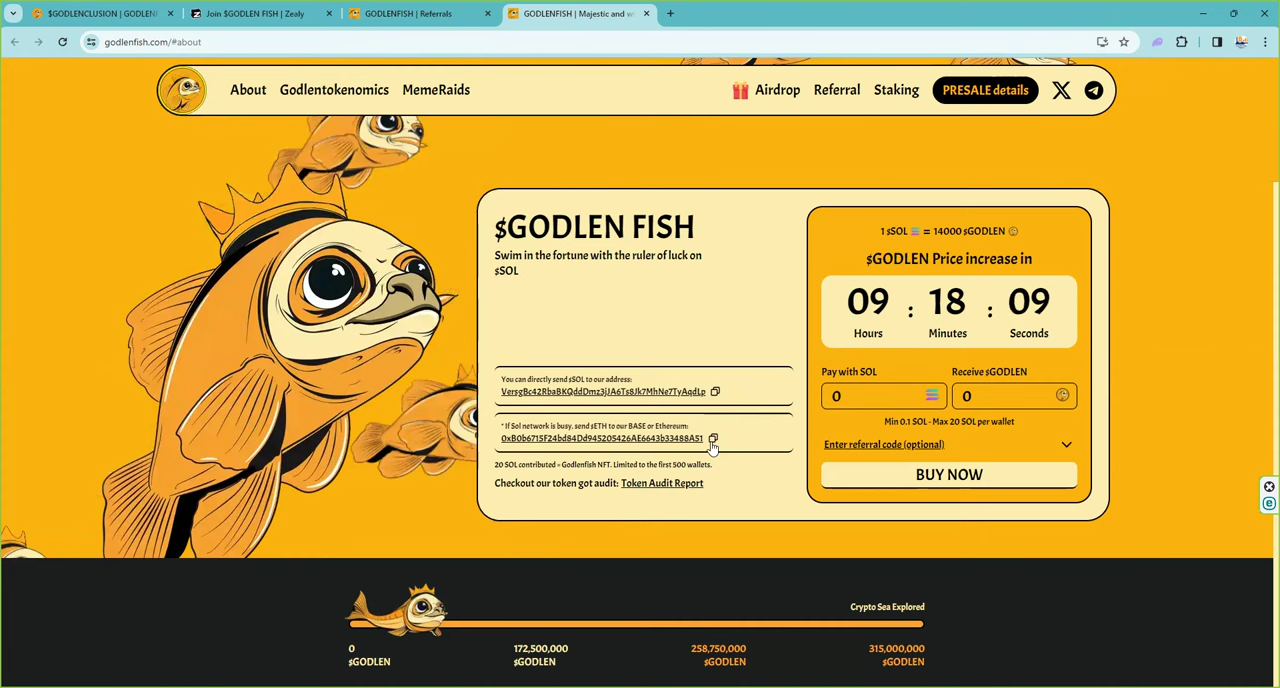 $GODLENCLUSION | GODLEN
Join $GODLEN FISH | Zealy
GODLENFISH | Referrals
GODLENFISH | Majestic and wi
godlenfish.com/#about
About
Godlentokenomics
MemeRaids
Airdrop
Referral
Staking
PRESALE details
$GODLEN FISH
Swim in the fortune with the ruler of luck on
$SOL
You can directly send $SOL to our address:
VersgBc42RbaBKQddDmz3jJA6Ts8Jk7MhNe7TyAqdLp
* If Sol network is busy, send $ETH to our BASE or Ethereum:
0xB0b6715F24bd84Dd945205426AE6643b33488A51
20 SOL contributed = Godlenfish NFT. Limited to the first 500 wallets.
Checkout our token got audit: Token Audit Report
1 $SOL = 14000 $GODLEN
$GODLEN Price increase in
09 : 18 : 09
Hours Minutes Seconds
Pay with SOL
Receive $GODLEN
0
0
Min 0.1 SOL - Max 20 SOL per wallet
Enter referral code (optional)
BUY NOW
Crypto Sea Explored
0
$GODLEN
172,500,000
$GODLEN
258,750,000
$GODLEN
315,000,000
$GODLEN